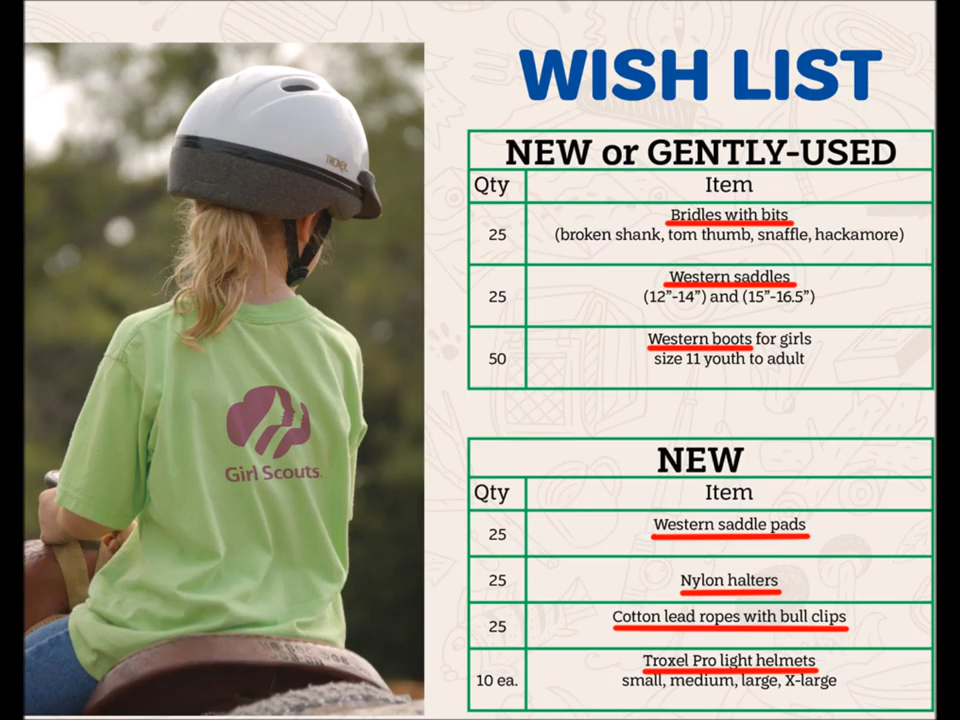 WISH LIST
NEW or GENTLY-USED
Qty Item
25 Bridles with bits
(broken shank, tom thumb, snaffle, hackamore)
25 Western saddles
(12”-14”) and (15”-16.5”)
50 Western boots for girls
size 11 youth to adult
NEW
Qty Item
25 Western saddle pads
25 Nylon halters
25 Cotton lead ropes with bull clips
10 ea. Troxel Pro light helmets
small, medium, large, X-large
TROXEL
Girl Scouts.